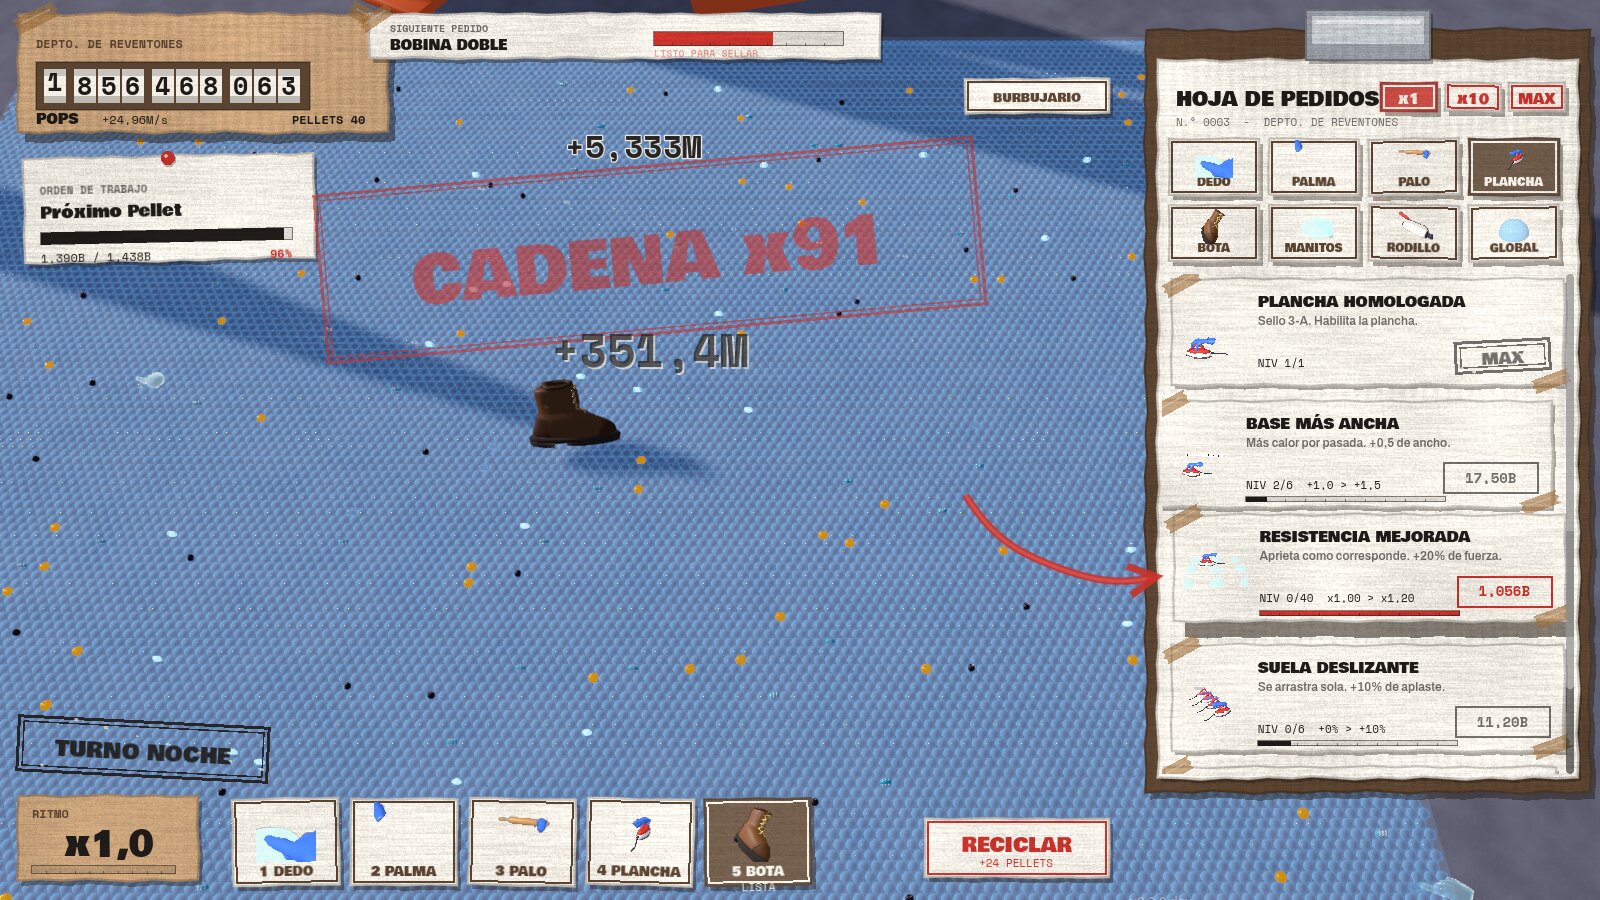 DEPTO. DE REVENTONES
1 856 468 063
POPS +24,96M/s PELLETS 40
SIGUIENTE PEDIDO
BOBINA DOBLE
LISTO PARA SELLAR
BURBUJARIO
ORDEN DE TRABAJO
Próximo Pellet
1,390B / 1,438B 96%
+5,333M
CADENA x91
+351,4M
TURNO NOCHE
RITMO
x1,0
1 DEDO
2 PALMA
3 PALO
4 PLANCHA
5 BOTA
LISTA
RECICLAR
+24 PELLETS
HOJA DE PEDIDOS x1 x10 MAX
N.° 0003 - DEPTO. DE REVENTONES
DEDO PALMA PALO PLANCHA
BOTA MANITOS RODILLO GLOBAL
PLANCHA HOMOLOGADA
Sello 3-A. Habilita la plancha.
NIV 1/1 MAX
BASE MÁS ANCHA
Más calor por pasada. +0,5 de ancho.
NIV 2/6 +1,0 > +1,5 17,50B
RESISTENCIA MEJORADA
Aprieta como corresponde. +20% de fuerza.
NIV 0/40 x1,00 > x1,20 1,056B
SUELA DESLIZANTE
Se arrastra sola. +10% de aplaste.
NIV 0/6 +0% > +10% 11,20B